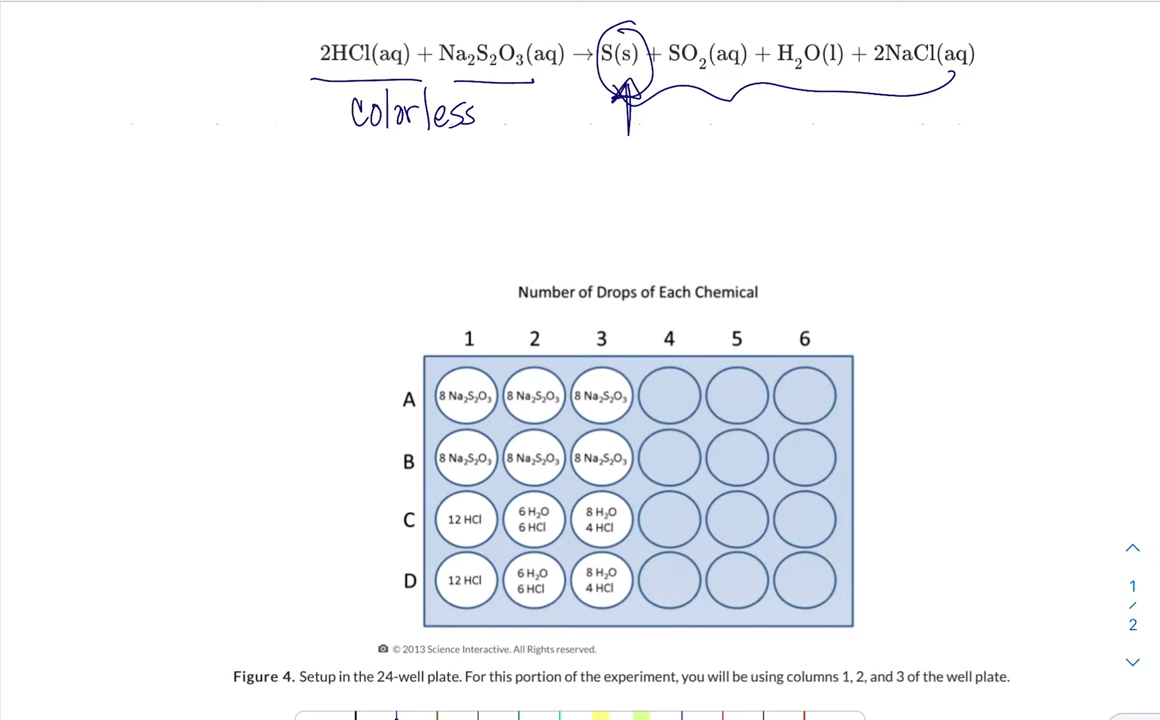 2HCl(aq) + Na₂S₂O₃(aq) → S(s) + SO₂(aq) + H₂O(l) + 2NaCl(aq)
colorless
Number of Drops of Each Chemical
1 2 3 4 5 6
A 8 Na₂S₂O₃ 8 Na₂S₂O₃ 8 Na₂S₂O₃
B 8 Na₂S₂O₃ 8 Na₂S₂O₃ 8 Na₂S₂O₃
C 12 HCl 6 H₂O 6 HCl 8 H₂O 4 HCl
D 12 HCl 6 H₂O 6 HCl 8 H₂O 4 HCl
© 2013 Science Interactive. All Rights reserved.
Figure 4. Setup in the 24-well plate. For this portion of the experiment, you will be using columns 1, 2, and 3 of the well plate.
1
/
2